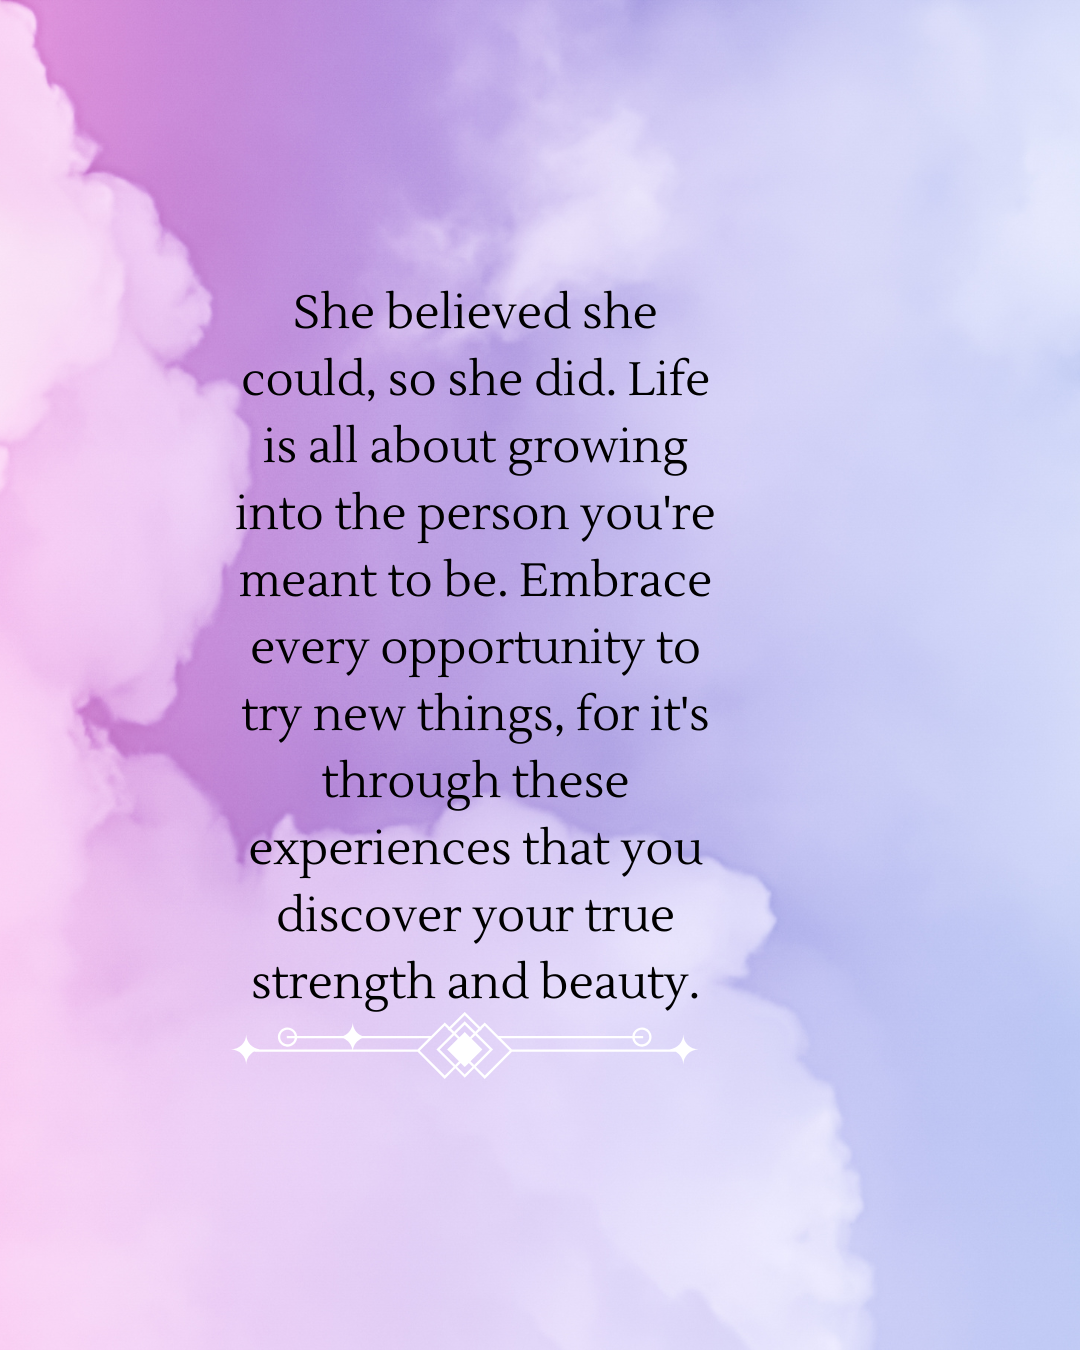 She believed she
could, so she did. Life
is all about growing
into the person you're
meant to be. Embrace
every opportunity to
try new things, for it's
through these
experiences that you
discover your true
strength and beauty.